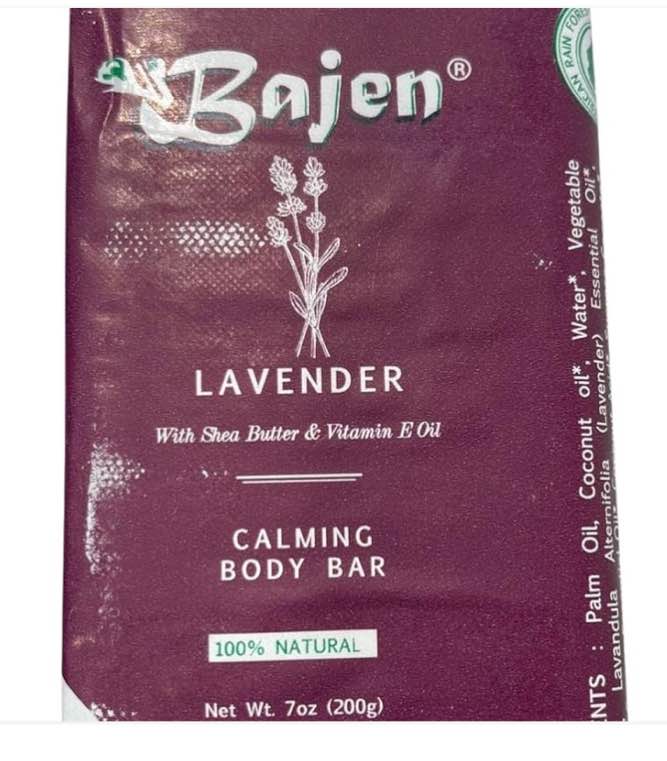 Bajen®
LAVENDER
With Shea Butter & Vitamin E Oil
CALMING
BODY BAR
100% NATURAL
Net Wt. 7oz (200g)
RAIN
NTS : Palm Oil, Coconut oil*, Water*, Vegetable
Lavandula Alternifolia (Lavender) Essential Oil*.